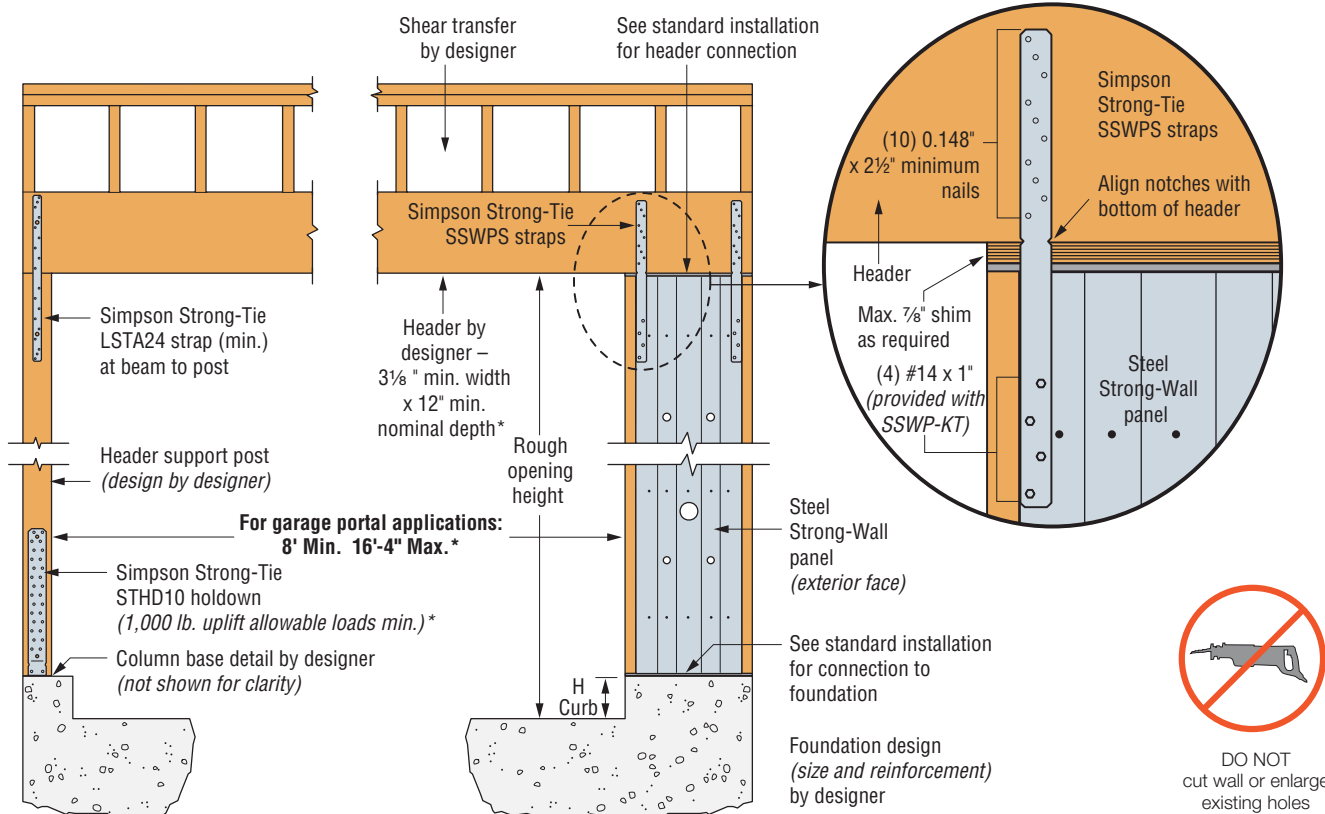 Shear transfer
by designer
See standard installation
for header connection
Simpson Strong-Tie
SSWPS straps
Simpson Strong-Tie
LSTA24 strap (min.)
at beam to post
Header by
designer –
3⅛ " min. width
x 12" min.
nominal depth*
Rough
opening
height
Header support post
(design by designer)
For garage portal applications:
8' Min. 16'-4" Max.*
Simpson Strong-Tie
STHD10 holdown
(1,000 lb. uplift allowable loads min.)*
Column base detail by designer
(not shown for clarity)
H
Curb
Steel
Strong-Wall
panel
(exterior face)
See standard installation
for connection to
foundation
Foundation design
(size and reinforcement)
by designer
Simpson
Strong-Tie
SSWPS straps
(10) 0.148"
x 2½" minimum
nails
Align notches with
bottom of header
Header
Max. ⅞" shim
as required
(4) #14 x 1"
(provided with
SSWP-KT)
Steel
Strong-Wall
panel
DO NOT
cut wall or enlarge
existing holes